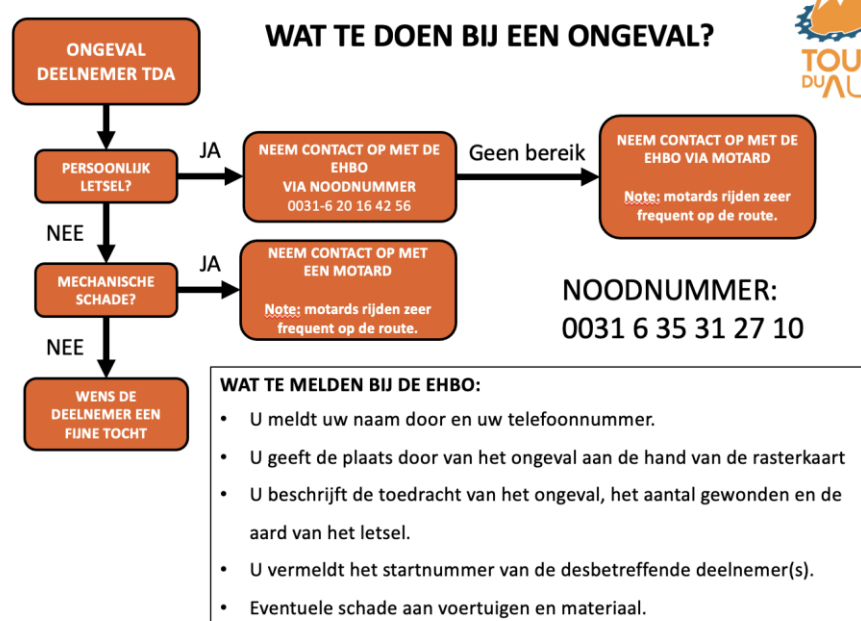 WAT TE DOEN BIJ EEN ONGEVAL?
TOU
DU
ONGEVAL
DEELNEMER TDA
PERSOONLIJK
LETSEL?
JA
NEEM CONTACT OP MET DE
EHBO
VIA NOODNUMMER
0031-6 20 16 42 56
Geen bereik
NEEM CONTACT OP MET DE
EHBO VIA MOTARD
Note: motards rijden zeer
frequent op de route.
NEE
MECHANISCHE
SCHADE?
JA
NEEM CONTACT OP MET
EEN MOTARD
Note: motards rijden zeer
frequent op de route.
NOODNUMMER:
0031 6 35 31 27 10
NEE
WENS DE
DEELNEMER EEN
FIJNE TOCHT
WAT TE MELDEN BIJ DE EHBO:
• U meldt uw naam door en uw telefoonnummer.
• U geeft de plaats door van het ongeval aan de hand van de rasterkaart
• U beschrijft de toedracht van het ongeval, het aantal gewonden en de
aard van het letsel.
• U vermeldt het startnummer van de desbetreffende deelnemer(s).
• Eventuele schade aan voertuigen en materiaal.